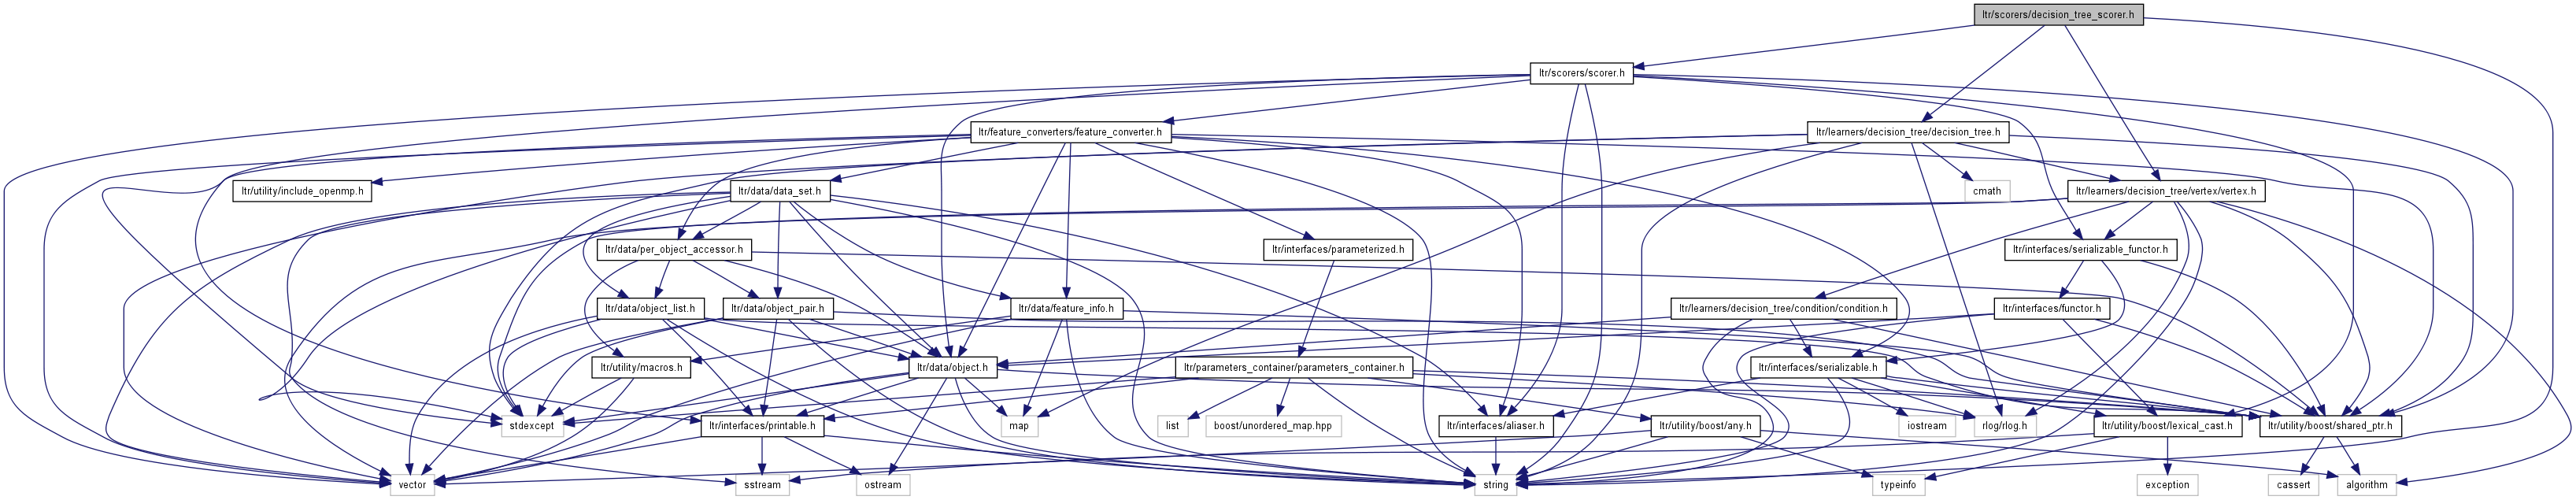 ltr/scorers/decision_tree_scorer.h
ltr/scorers/scorer.h
ltr/feature_converters/feature_converter.h
ltr/learners/decision_tree/decision_tree.h
ltr/utility/include_openmp.h
ltr/data/data_set.h
cmath
ltr/learners/decision_tree/vertex/vertex.h
ltr/data/per_object_accessor.h
ltr/interfaces/parameterized.h
ltr/interfaces/serializable_functor.h
ltr/data/object_list.h
ltr/data/object_pair.h
ltr/data/feature_info.h
ltr/learners/decision_tree/condition/condition.h
ltr/interfaces/functor.h
ltr/utility/macros.h
ltr/data/object.h
ltr/parameters_container/parameters_container.h
ltr/interfaces/serializable.h
stdexcept
ltr/interfaces/printable.h
map
list
boost/unordered_map.hpp
ltr/interfaces/aliaser.h
ltr/utility/boost/any.h
iostream
rlog/rlog.h
ltr/utility/boost/lexical_cast.h
ltr/utility/boost/shared_ptr.h
vector
sstream
ostream
string
typeinfo
exception
cassert
algorithm